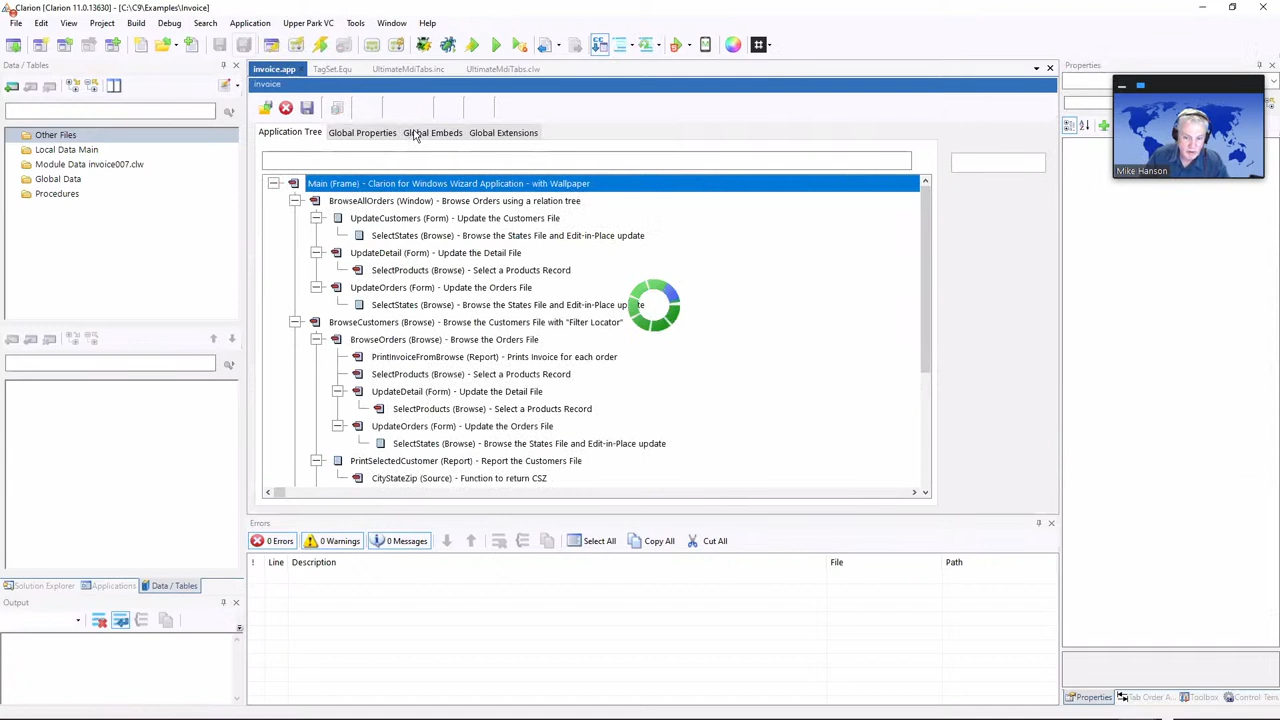 Clarion (Clarion 11.0.13630) - [C:\C9\Examples\Invoice]
File Edit View Project Build Debug Search Application Upper Park VC Tools Window Help
Data / Tables
invoice.app TagSet.Equ UltimateMdiTabs.inc UltimateMdiTabs.clw
Properties
invoice
Other Files
Local Data Main
Module Data invoice007.clw
Global Data
Procedures
Application Tree Global Properties Global Embeds Global Extensions
Mike Hanson
Main (Frame) - Clarion for Windows Wizard Application - with Wallpaper
BrowseAllOrders (Window) - Browse Orders using a relation tree
UpdateCustomers (Form) - Update the Customers File
SelectStates (Browse) - Browse the States File and Edit-in-Place update
UpdateDetail (Form) - Update the Detail File
SelectProducts (Browse) - Select a Products Record
UpdateOrders (Form) - Update the Orders File
SelectStates (Browse) - Browse the States File and Edit-in-Place update
BrowseCustomers (Browse) - Browse the Customers File with "Filter Locator"
BrowseOrders (Browse) - Browse the Orders File
PrintInvoiceFromBrowse (Report) - Prints Invoice for each order
SelectProducts (Browse) - Select a Products Record
UpdateDetail (Form) - Update the Detail File
SelectProducts (Browse) - Select a Products Record
UpdateOrders (Form) - Update the Orders File
SelectStates (Browse) - Browse the States File and Edit-in-Place update
PrintSelectedCustomer (Report) - Report the Customers File
CityStateZip (Source) - Function to return CSZ
Errors
0 Errors 0 Warnings 0 Messages Select All Copy All Cut All
! Line Description File Path
Solution Explorer Applications Data / Tables
Output
Properties Tab Order A... Toolbox Control Tem